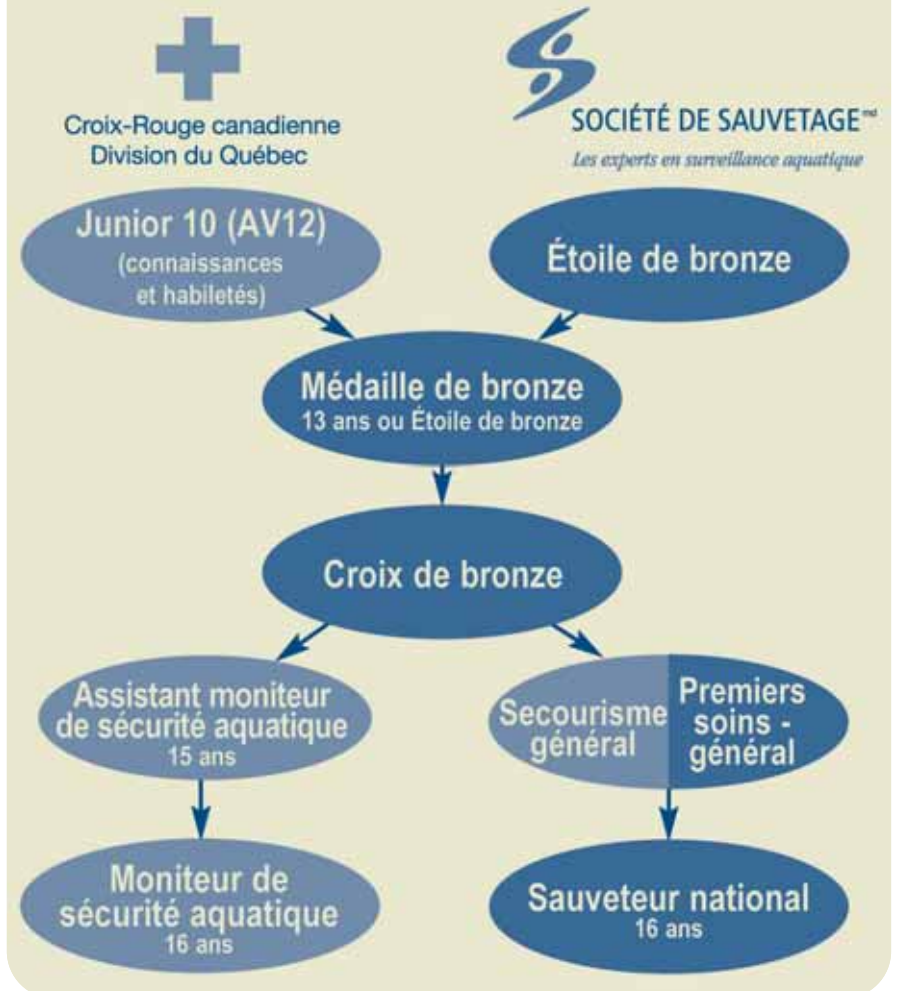 Croix-Rouge canadienne
Division du Québec
SOCIÉTÉ DE SAUVETAGE md
Les experts en surveillance aquatique
Junior 10 (AV12)
(connaissances
et habiletés)
Étoile de bronze
Médaille de bronze
13 ans ou Étoile de bronze
Croix de bronze
Assistant moniteur
de sécurité aquatique
15 ans
Secourisme
général
Premiers
soins -
général
Moniteur de
sécurité aquatique
16 ans
Sauveteur national
16 ans